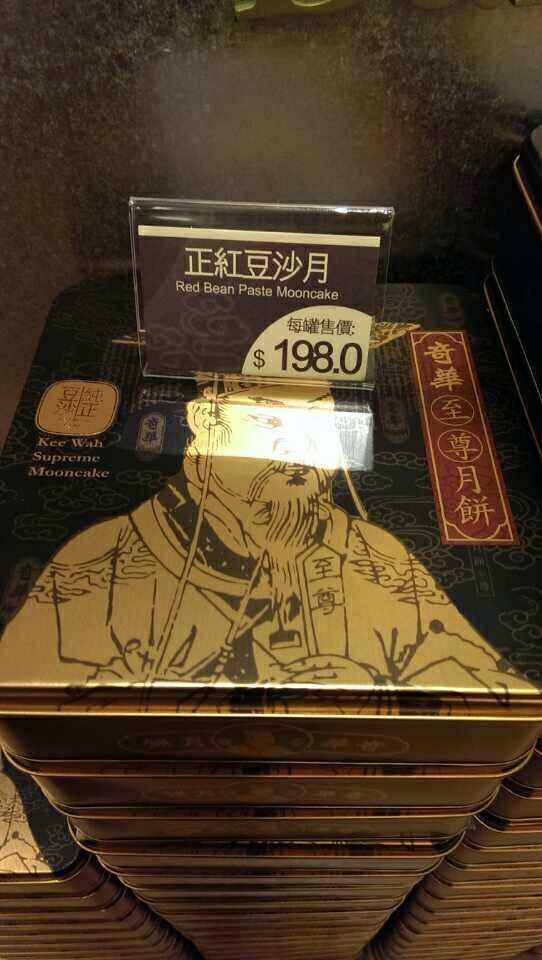 正紅豆沙月
Red Bean Paste Mooncake
每罐售價:
$ 198.0
純正
豆沙
Kee Wah
Supreme
Mooncake
奇華
奇華至尊月餅
至尊